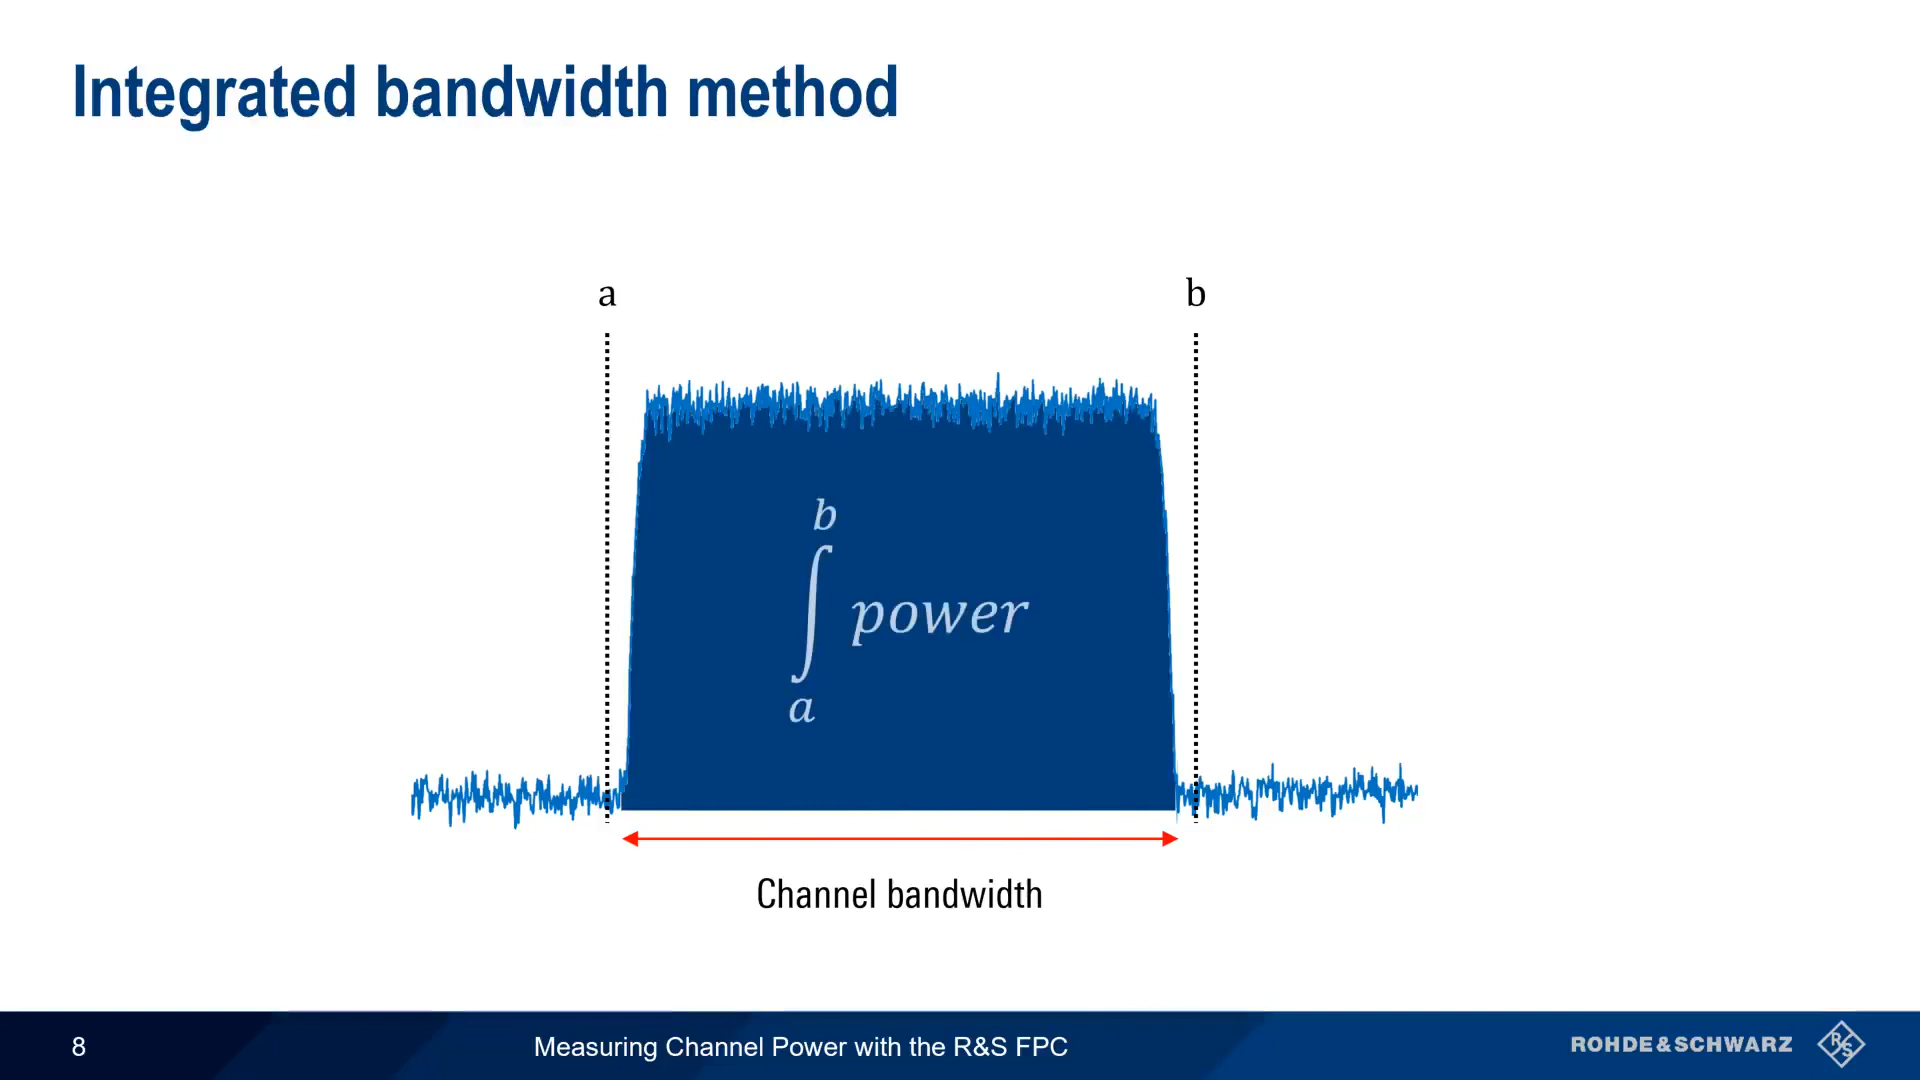 Integrated bandwidth method
a b
b
∫ power
a
Channel bandwidth
8 Measuring Channel Power with the R&S FPC ROHDE&SCHWARZ R&S